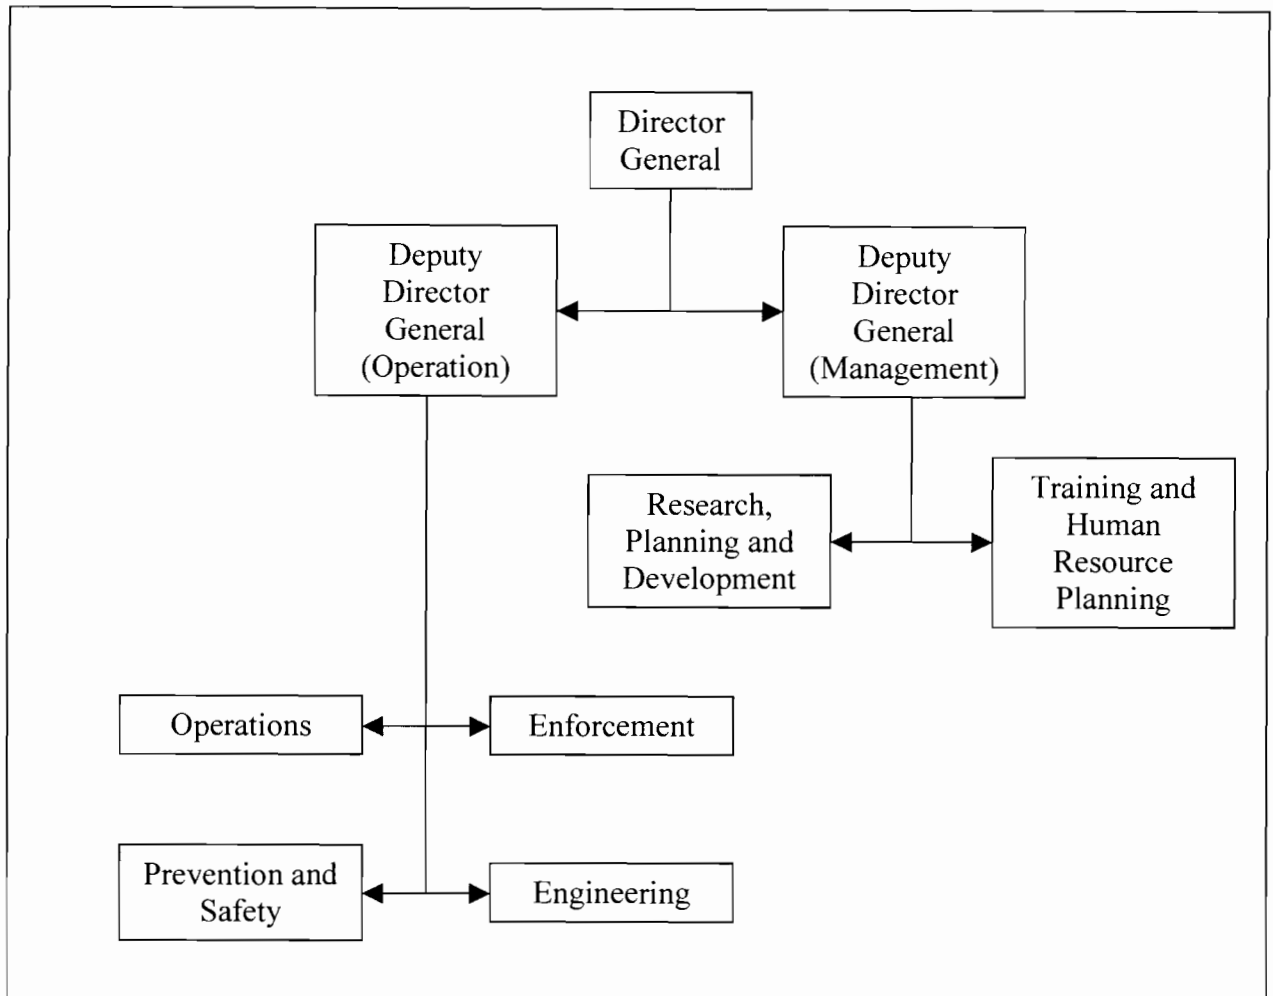 Director
General
Deputy
Director
General
(Operation)
Deputy
Director
General
(Management)
Research,
Planning and
Development
Training and
Human
Resource
Planning
Operations
Enforcement
Prevention and
Safety
Engineering